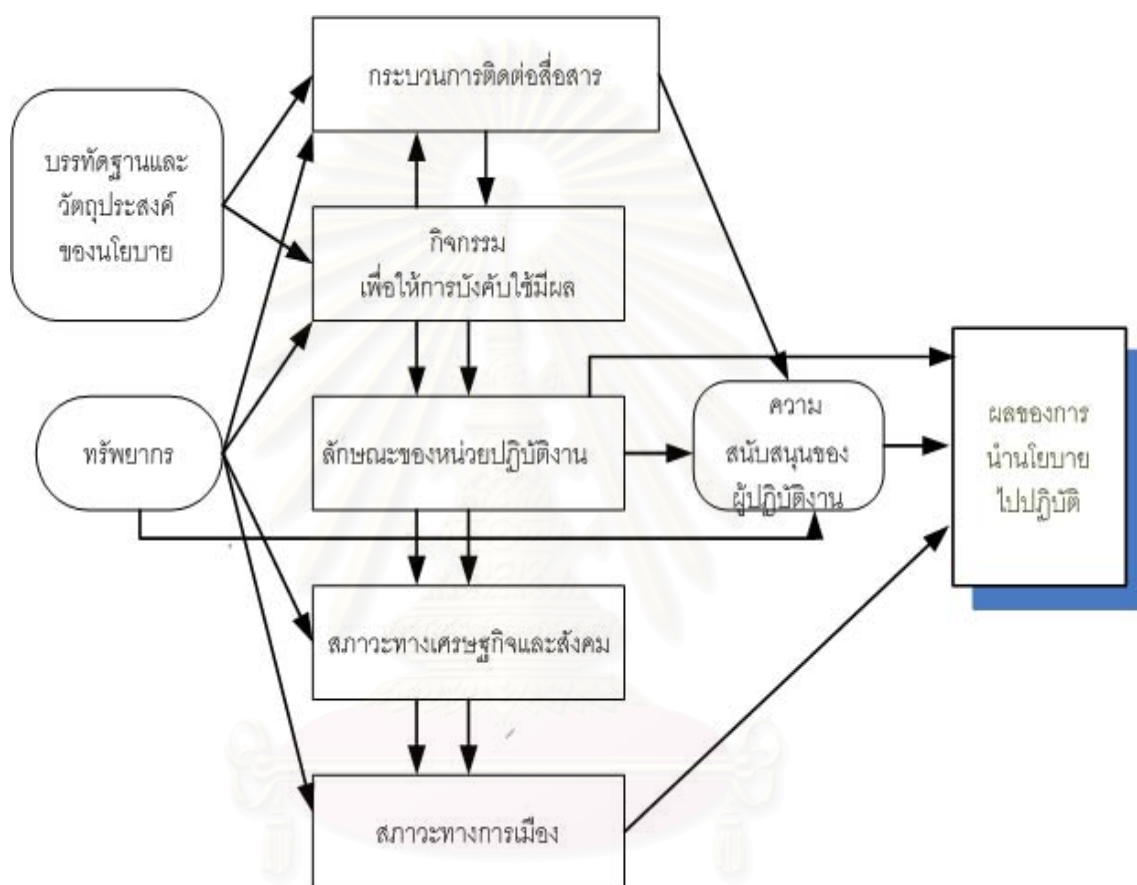 กระบวนการติดต่อสื่อสาร
บรรทัดฐานและ
วัตถุประสงค์
ของนโยบาย
กิจกรรม
เพื่อให้การบังคับใช้มีผล
ทรัพยากร
ลักษณะของหน่วยปฏิบัติงาน
ความ
สนับสนุนของ
ผู้ปฏิบัติงาน
ผลของการ
นำนโยบาย
ไปปฏิบัติ
สภาวะทางเศรษฐกิจและสังคม
สภาวะทางการเมือง